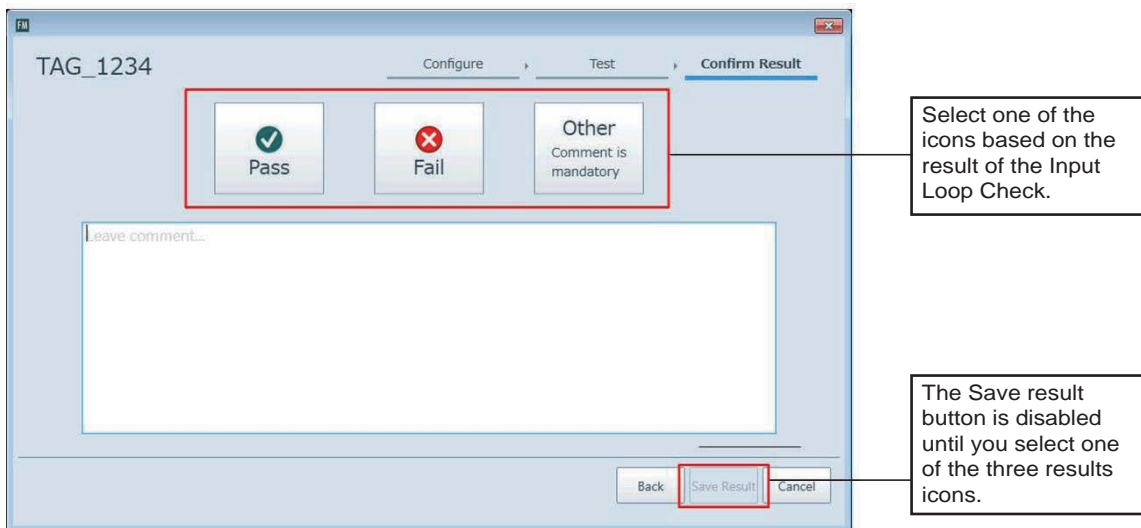 FM
TAG_1234
Configure
Test
Confirm Result
Pass
Fail
Other
Comment is
mandatory
Leave comment...
Back
Save Result
Cancel
Select one of the
icons based on the
result of the Input
Loop Check.
The Save result
button is disabled
until you select one
of the three results
icons.